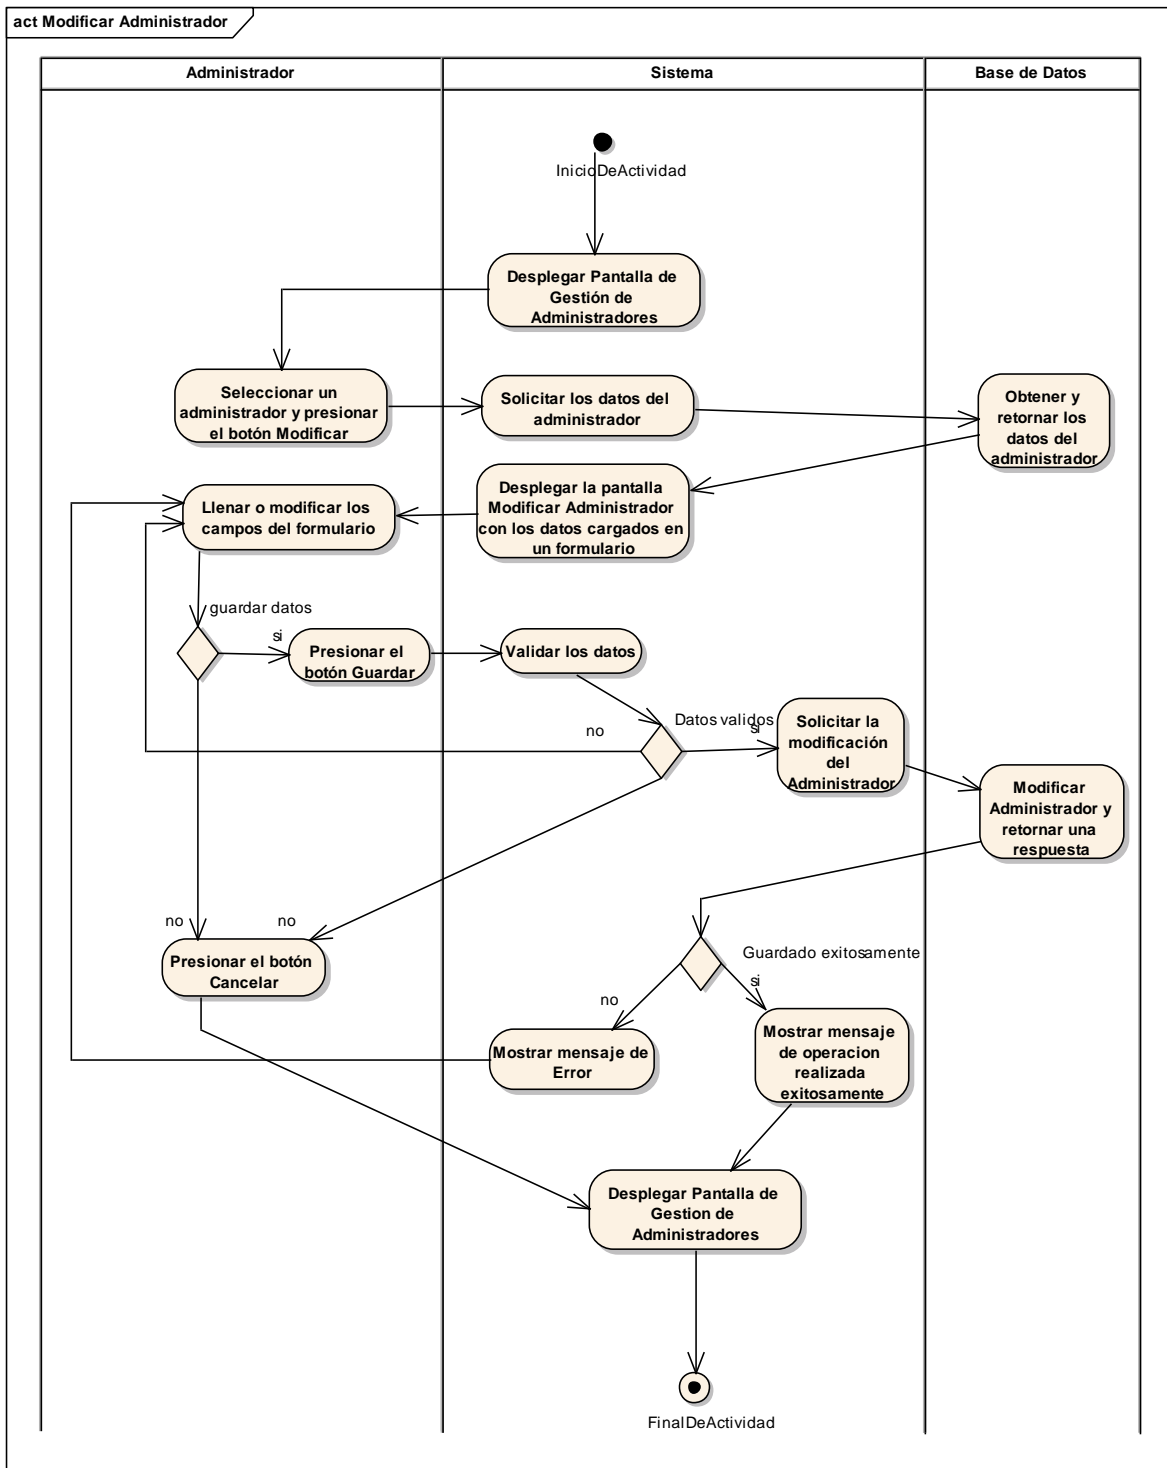 act Modificar Administrador
Administrador
Sistema
Base de Datos
InicioDeActividad
Desplegar Pantalla de
Gestión de
Administradores
Seleccionar un
administrador y presionar
el botón Modificar
Solicitar los datos del
administrador
Obtener y
retornar los
datos del
administrador
Llenar o modificar los
campos del formulario
Desplegar la pantalla
Modificar Administrador
con los datos cargados en
un formulario
guardar datos
si
Presionar el
botón Guardar
Validar los datos
no
Datos validos
si
Solicitar la
modificación
del
Administrador
Modificar
Administrador y
retornar una
respuesta
no
no
Presionar el botón
Cancelar
Guardado exitosamente
si
no
Mostrar mensaje de
Error
Mostrar mensaje
de operacion
realizada
exitosamente
Desplegar Pantalla de
Gestion de
Administradores
FinalDeActividad